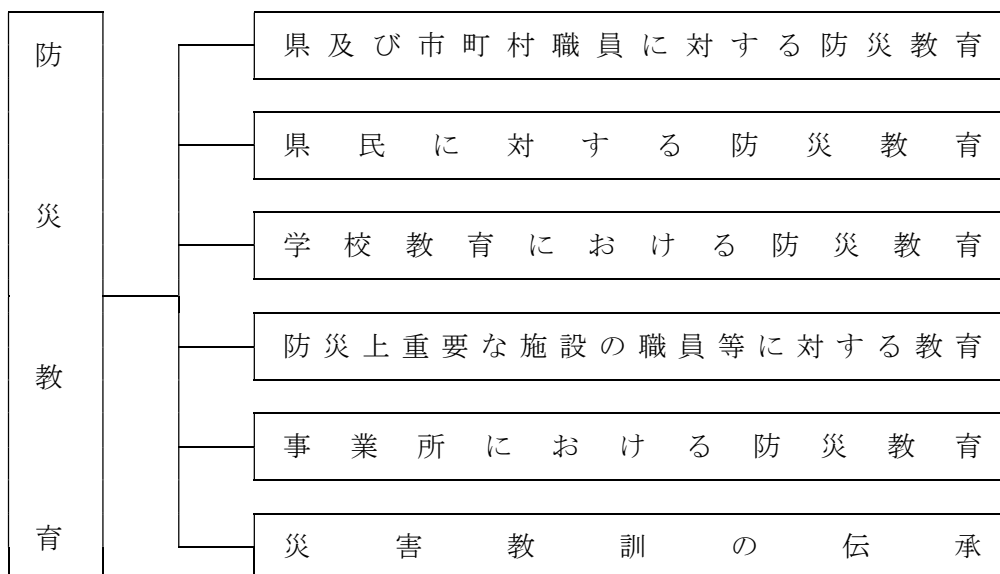 防災教育
県及び市町村職員に対する防災教育
県民に対する防災教育
学校教育における防災教育
防災上重要な施設の職員等に対する教育
事業所における防災教育
災害教訓の伝承